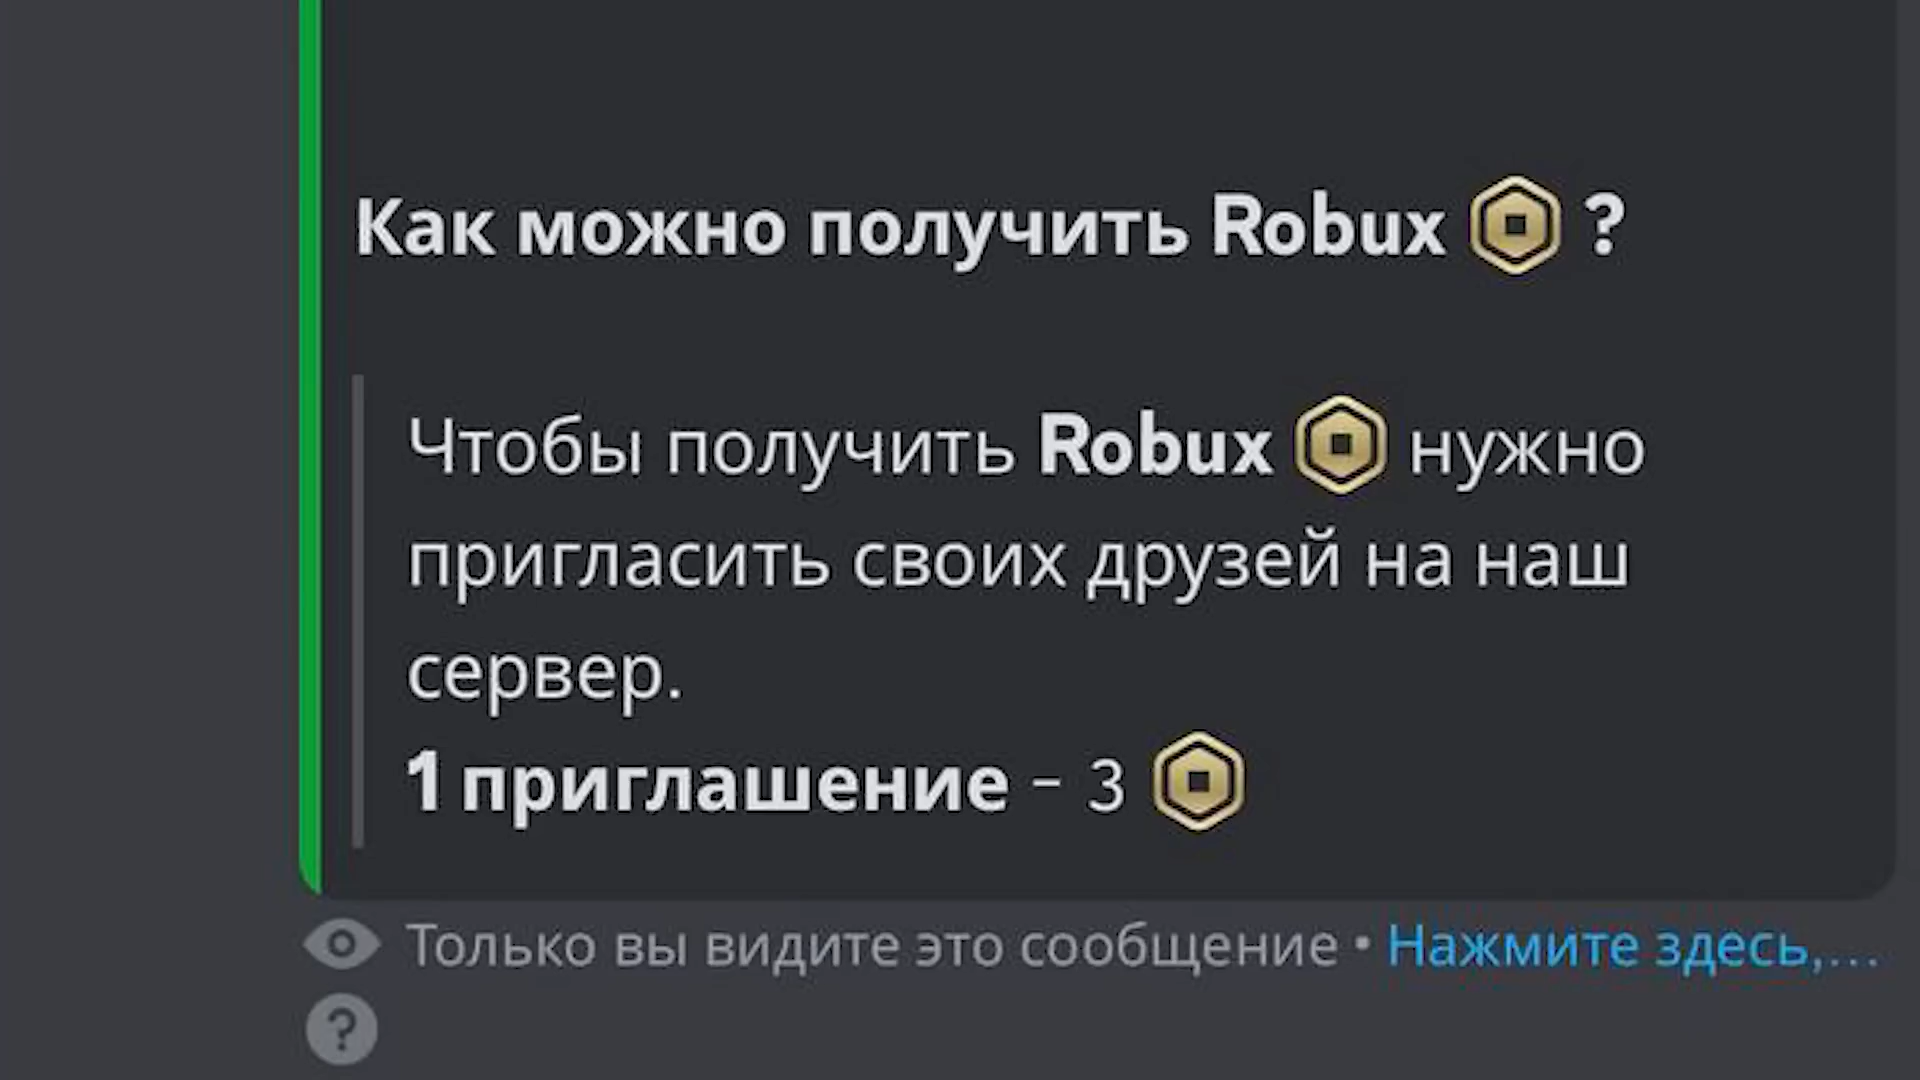 Как можно получить Robux ?
Чтобы получить Robux нужно
пригласить своих друзей на наш
сервер.
1 приглашение - 3
Только вы видите это сообщение • Нажмите здесь,...
?